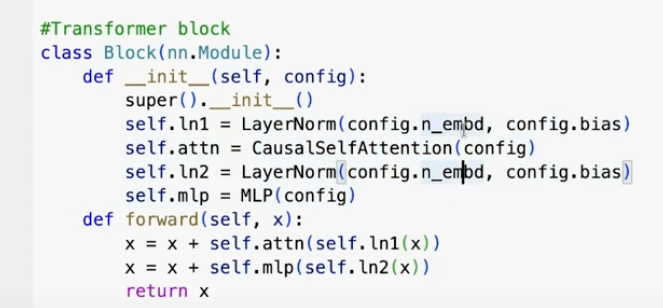 #Transformer block
class Block(nn.Module):
    def __init__(self, config):
        super().__init__()
        self.ln1 = LayerNorm(config.n_embd, config.bias)
        self.attn = CausalSelfAttention(config)
        self.ln2 = LayerNorm(config.n_embd, config.bias)
        self.mlp = MLP(config)
    def forward(self, x):
        x = x + self.attn(self.ln1(x))
        x = x + self.mlp(self.ln2(x))
        return x